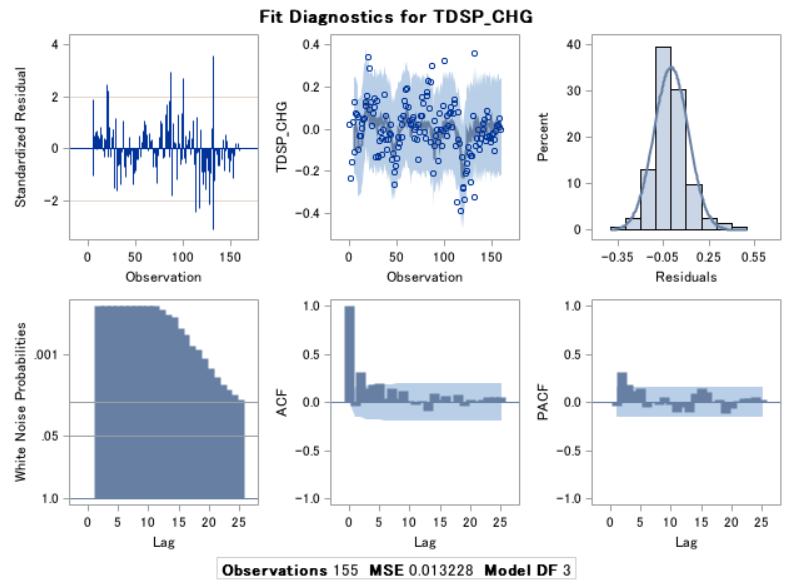 Fit Diagnostics for TDSP_CHG
Standardized Residual
4
2
0
-2
0 50 100 150
Observation
TDSP_CHG
0.4
0.2
0.0
-0.2
-0.4
0 50 100 150
Observation
Percent
40
30
20
10
0
-0.35 -0.05 0.25 0.55
Residuals
White Noise Probabilities
.001
.05
1.0
0 5 10 15 20 25
Lag
ACF
1.0
0.5
0.0
-0.5
-1.0
0 5 10 15 20 25
Lag
PACF
1.0
0.5
0.0
-0.5
-1.0
0 5 10 15 20 25
Lag
Observations 155 MSE 0.013228 Model DF 3